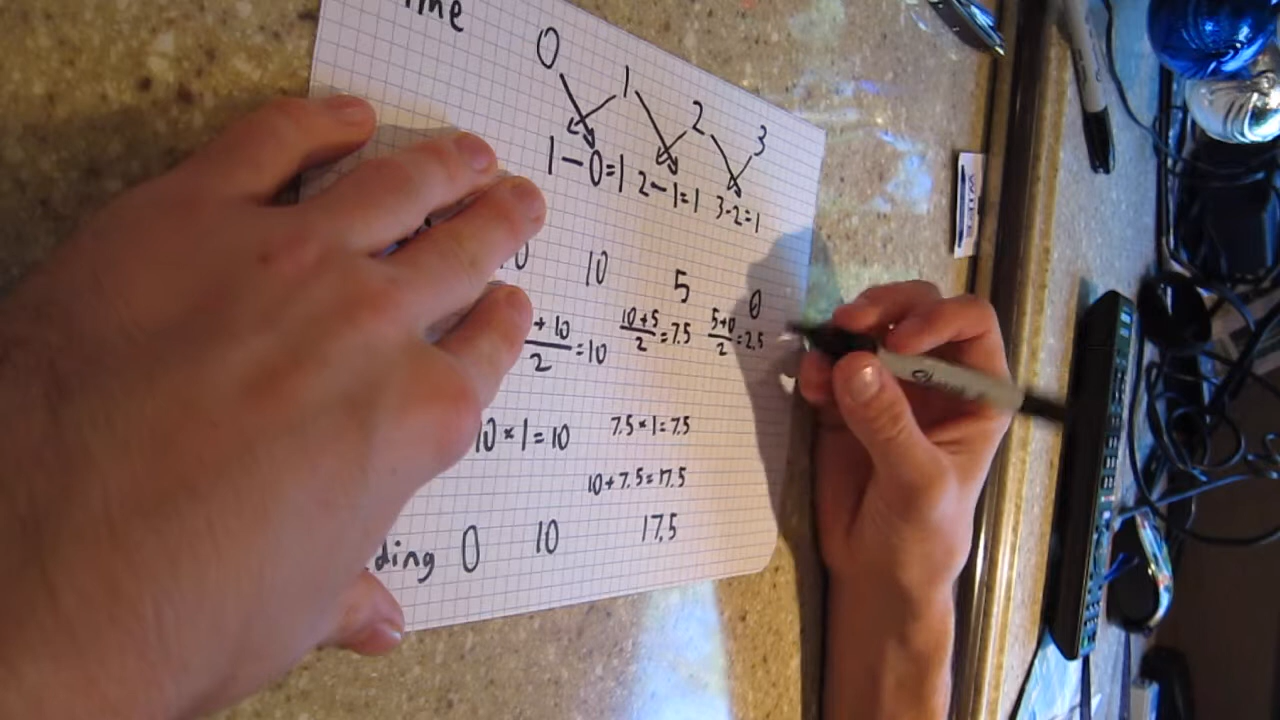 0 1 2 3
1-0=1 2-1=1 3-2=1
10 5 0
+10/2=10 10+5/2=7.5 5+0/2=2.5
10×1=10 7.5×1=7.5
10+7.5=17.5
ding 0 10 17.5